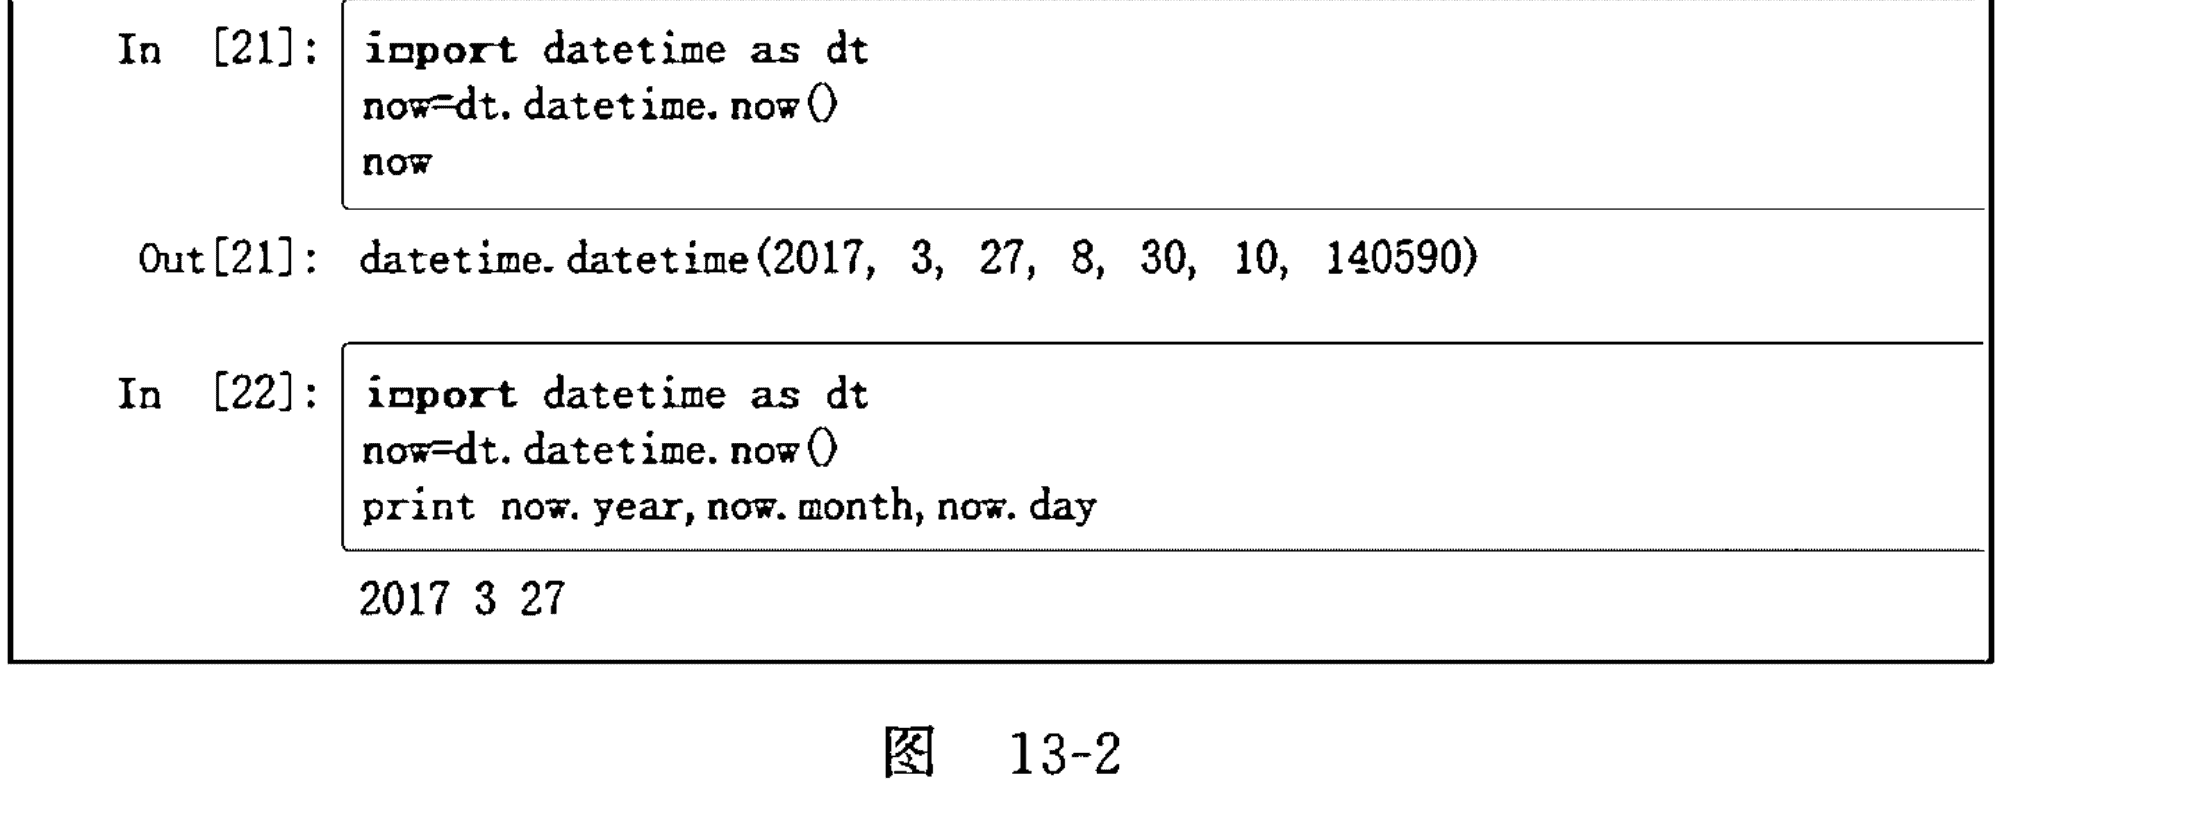 In [21]: import datetime as dt
now=dt.datetime.now()
now
Out[21]: datetime.datetime(2017, 3, 27, 8, 30, 10, 140590)
In [22]: import datetime as dt
now=dt.datetime.now()
print now.year,now.month,now.day
2017 3 27
图 13-2